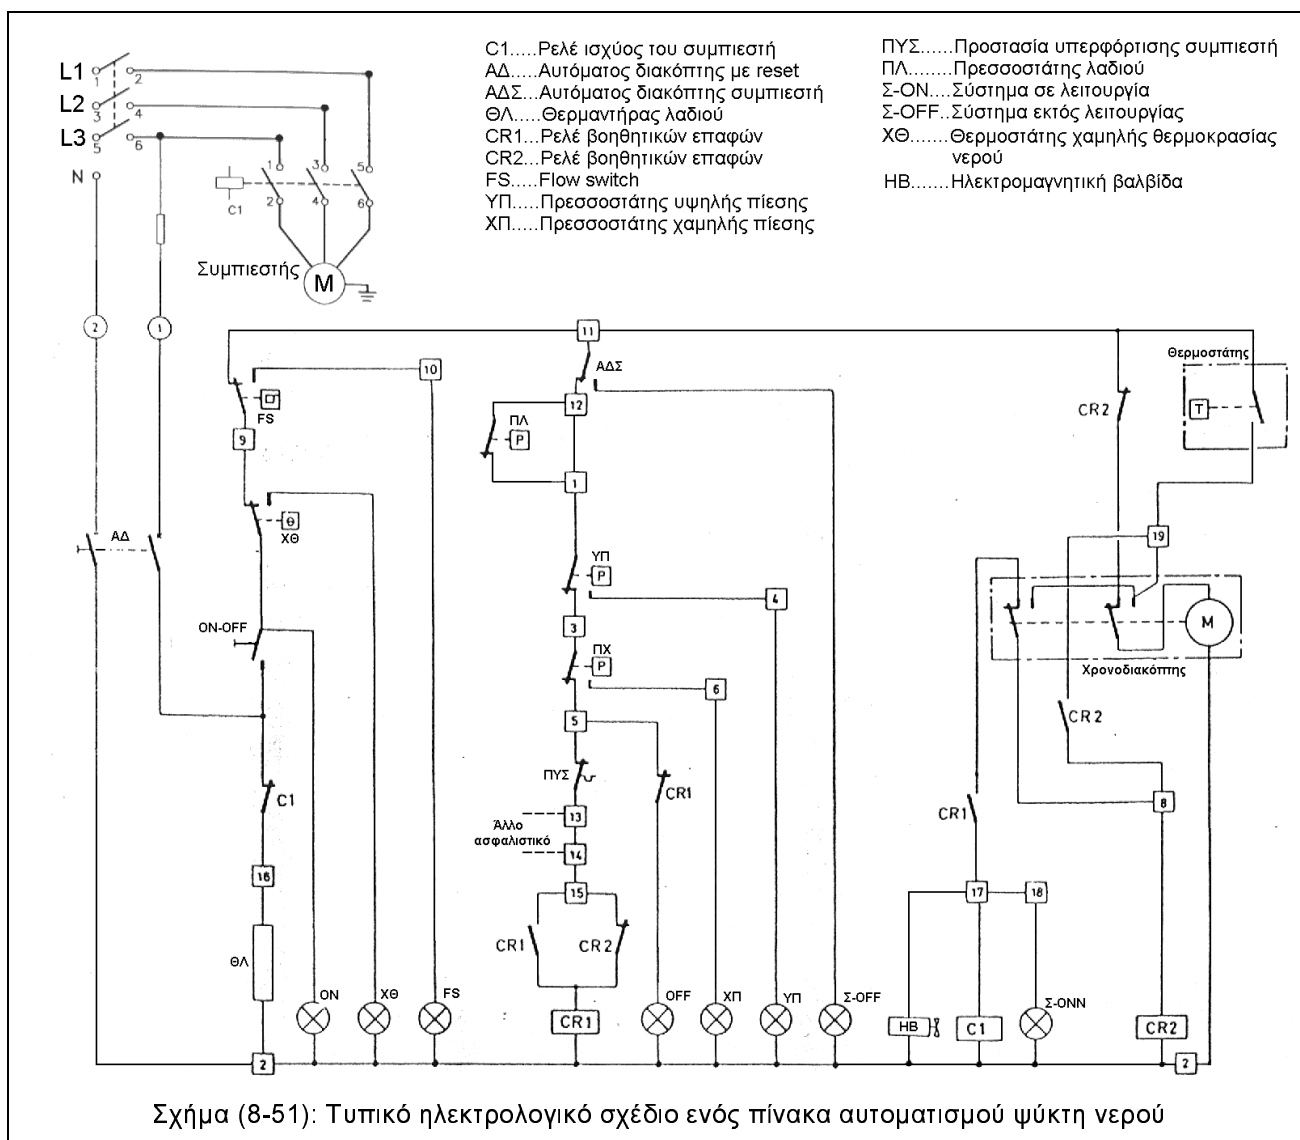 C1.....Ρελέ ισχύος του συμπιεστή
ΑΔ.....Αυτόματος διακόπτης με reset
ΑΔΣ....Αυτόματος διακόπτης συμπιεστή
ΘΛ.....Θερμαντήρας λαδιού
CR1...Ρελέ βοηθητικών επαφών
CR2...Ρελέ βοηθητικών επαφών
FS.....Flow switch
ΥΠ.....Πρεσσοστάτης υψηλής πίεσης
ΧΠ.....Πρεσσοστάτης χαμηλής πίεσης
ΠΥΣ......Προστασία υπερφόρτισης συμπιεστή
ΠΛ........Πρεσσοστάτης λαδιού
Σ-ON....Σύστημα σε λειτουργία
Σ-OFF..Σύστημα εκτός λειτουργίας
ΧΘ.......Θερμοστάτης χαμηλής θερμοκρασίας
νερού
ΗΒ.......Ηλεκτρομαγνητική βαλβίδα
L1 1 2
L2 3 4
L3 5 6
N
1 3 5
2 4 6
C1
Συμπιεστής
M
2 1
11
Θερμοστάτης
10
ΑΔΣ
FS
12
CR2
T
ΠΛ
P
9
1
Θ
ΧΘ
ΑΔ
19
ΥΠ
P
4
ON-OFF
3
M
ΠΧ
P
Χρονοδιακόπτης
6
5
CR2
ΠΥΣ
CR1
C1
8
13
CR1
Άλλο
ασφαλιστικό
14
16
15
17
18
CR1
CR2
ΘΛ
ON
ΧΘ
FS
OFF
ΧΠ
ΥΠ
Σ-OFF
Σ-ONN
CR1
HB
C1
CR2
2
2
Σχήμα (8-51): Τυπικό ηλεκτρολογικό σχέδιο ενός πίνακα αυτοματισμού ψύκτη νερού